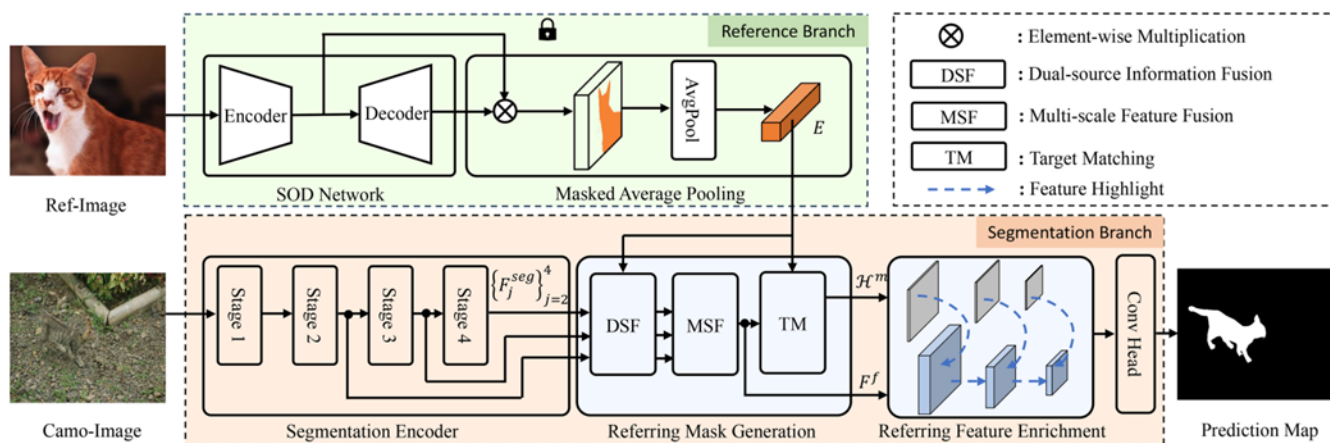 Reference Branch
Encoder
Decoder
AvgPool
E
SOD Network
Masked Average Pooling
Ref-Image
⊗ : Element-wise Multiplication
DSF : Dual-source Information Fusion
MSF : Multi-scale Feature Fusion
TM : Target Matching
: Feature Highlight
Segmentation Branch
Stage 1
Stage 2
Stage 3
Stage 4
{F_j^{seg}}_{j=2}^4
DSF
MSF
TM
ℋ^m
F^f
Conv Head
Camo-Image
Segmentation Encoder
Referring Mask Generation
Referring Feature Enrichment
Prediction Map